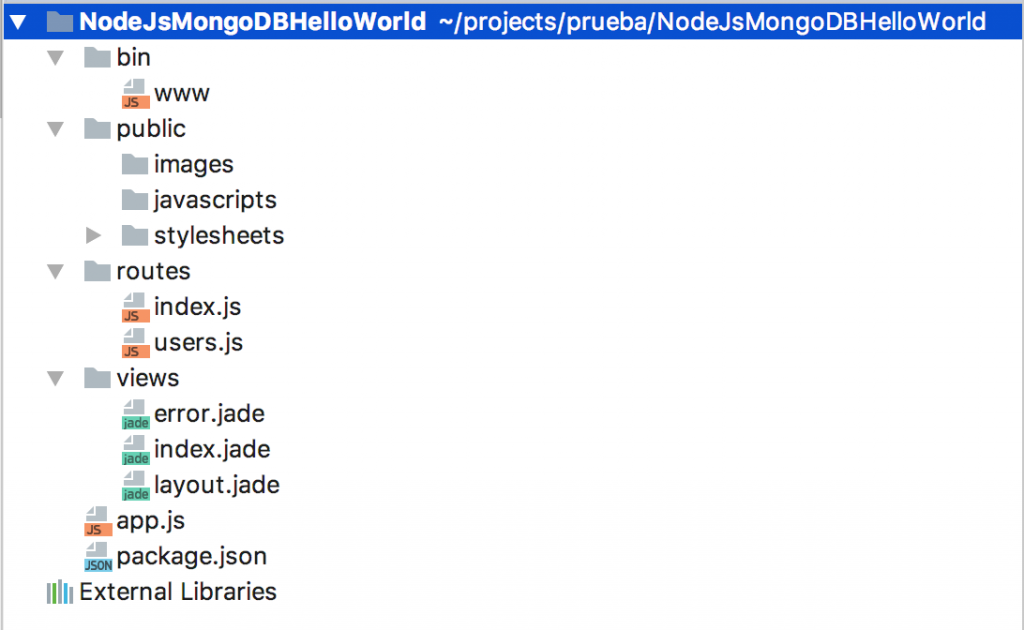 NodeJsMongoDBHelloWorld ~/projects/prueba/NodeJsMongoDBHelloWorld
bin
JS www
public
images
javascripts
stylesheets
routes
JS index.js
JS users.js
views
jade error.jade
jade index.jade
jade layout.jade
JS app.js
JSON package.json
External Libraries